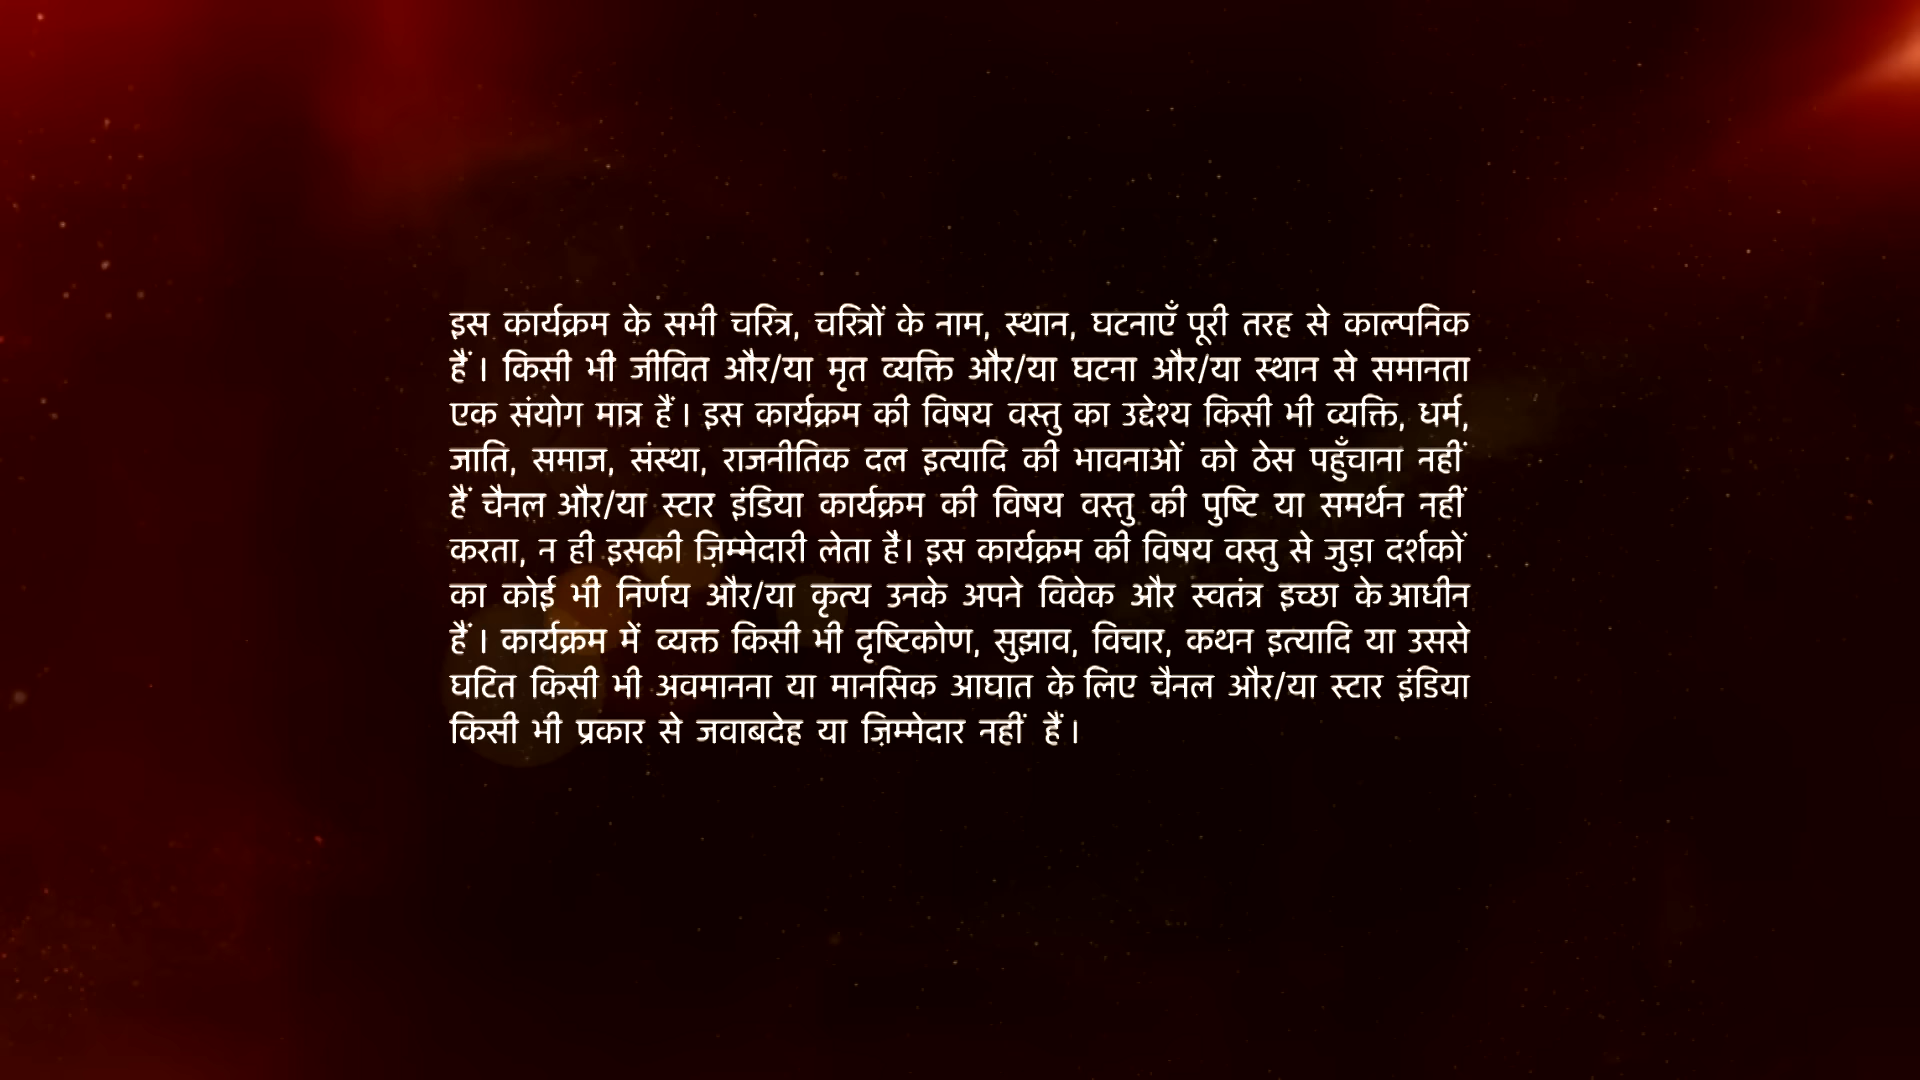 इस कार्यक्रम के सभी चरित्र, चरित्रों के नाम, स्थान, घटनाएँ पूरी तरह से काल्पनिक
हैं । किसी भी जीवित और/या मृत व्यक्ति और/या घटना और/या स्थान से समानता
एक संयोग मात्र हैं । इस कार्यक्रम की विषय वस्तु का उद्देश्य किसी भी व्यक्ति, धर्म,
जाति, समाज, संस्था, राजनीतिक दल इत्यादि की भावनाओं को ठेस पहुँचाना नहीं
हैं चैनल और/या स्टार इंडिया कार्यक्रम की विषय वस्तु की पुष्टि या समर्थन नहीं
करता, न ही इसकी ज़िम्मेदारी लेता है। इस कार्यक्रम की विषय वस्तु से जुड़ा दर्शकों
का कोई भी निर्णय और/या कृत्य उनके अपने विवेक और स्वतंत्र इच्छा के आधीन
हैं । कार्यक्रम में व्यक्त किसी भी दृष्टिकोण, सुझाव, विचार, कथन इत्यादि या उससे
घटित किसी भी अवमानना या मानसिक आघात के लिए चैनल और/या स्टार इंडिया
किसी भी प्रकार से जवाबदेह या ज़िम्मेदार नहीं हैं ।